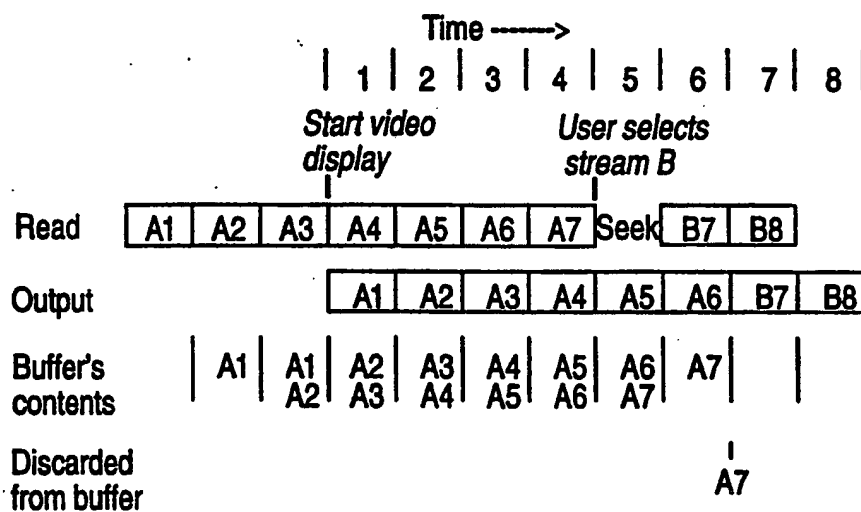 Time ------>
1 2 3 4 5 6 7 8
Start video
display
User selects
stream B
Read A1 A2 A3 A4 A5 A6 A7 Seek B7 B8
Output A1 A2 A3 A4 A5 A6 B7 B8
Buffer's
contents
A1 A1 A2 A3 A4 A5 A6 A7
A2 A3 A4 A5 A6 A7
Discarded
from buffer
A7